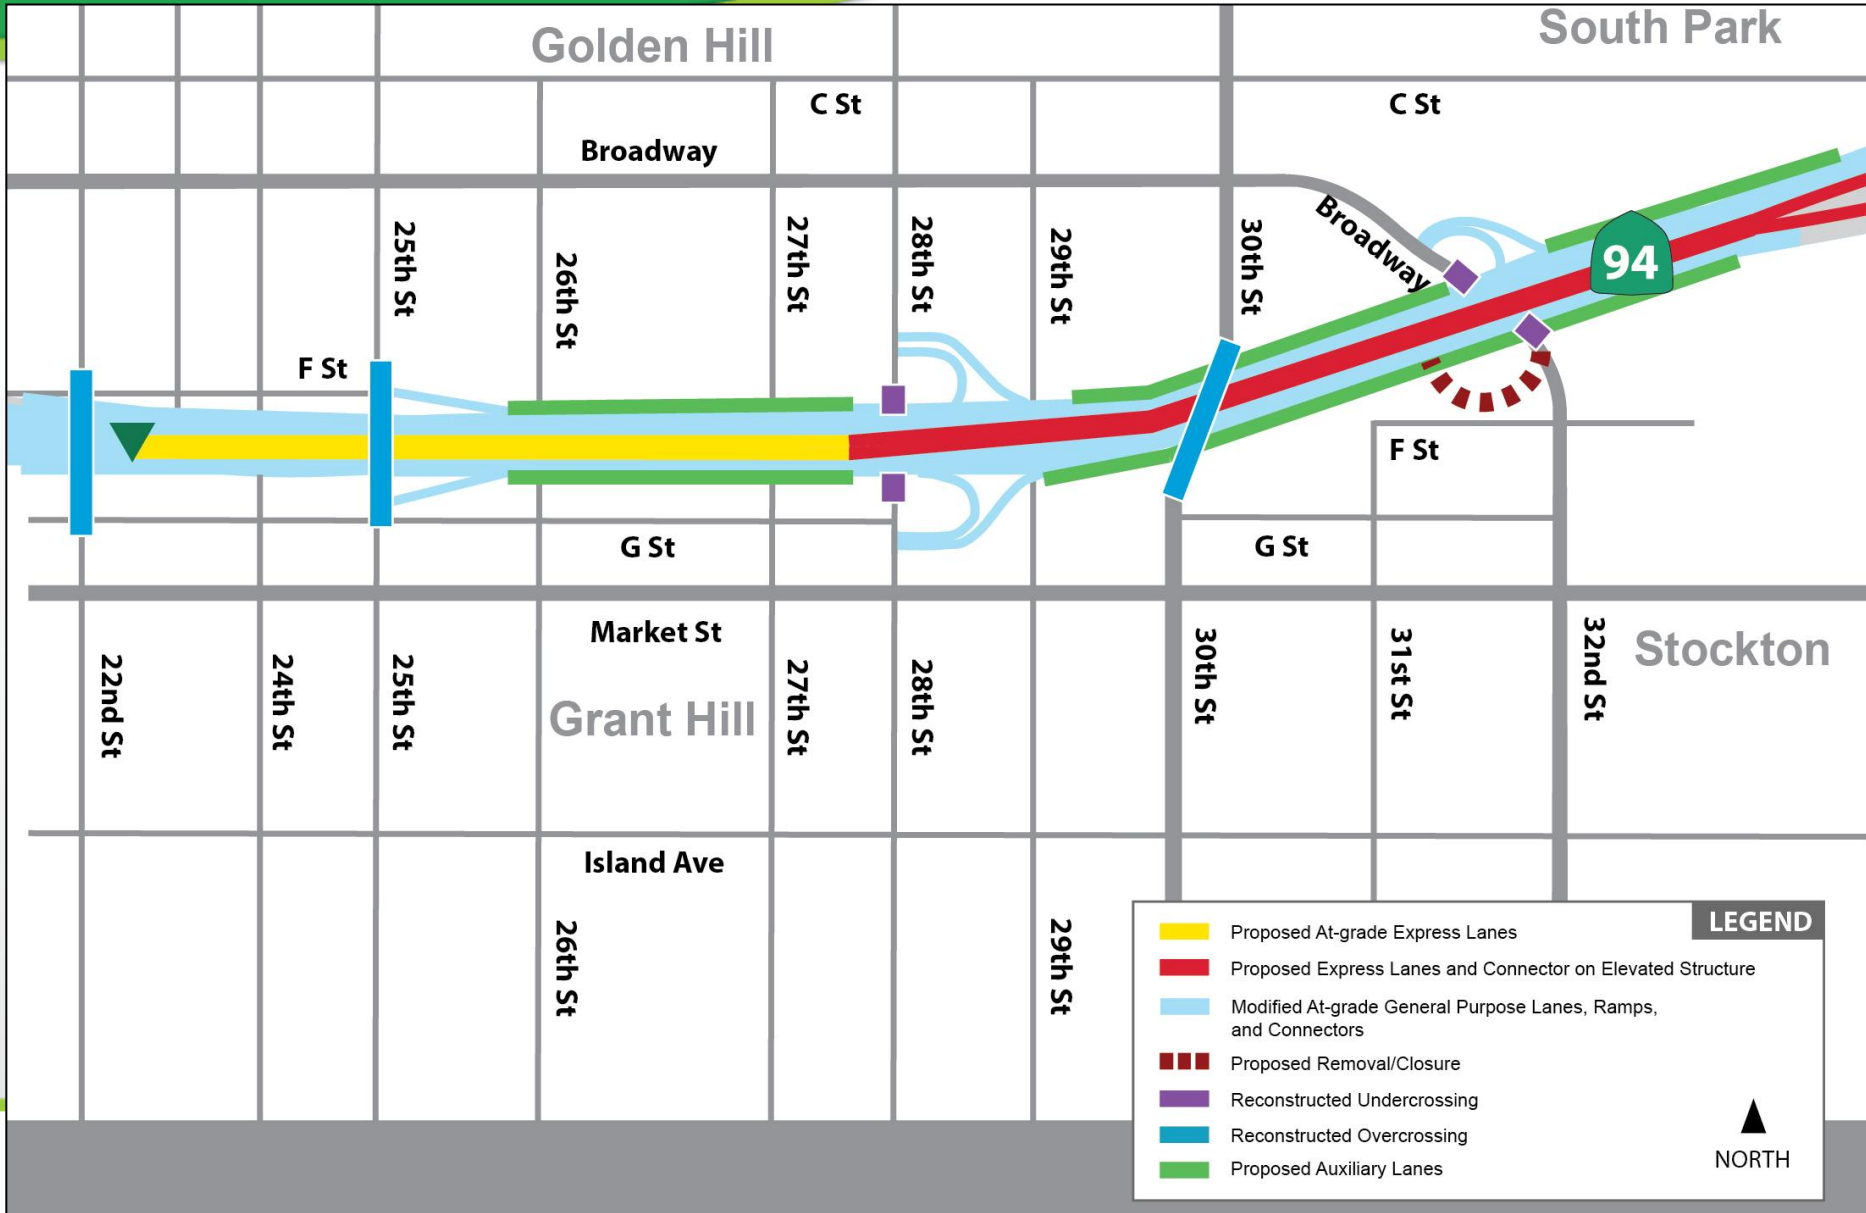 Golden Hill
South Park
C St
C St
Broadway
Broadway
25th St
26th St
27th St
28th St
29th St
30th St
94
F St
F St
G St
G St
Market St
22nd St
24th St
25th St
Grant Hill
27th St
28th St
30th St
31st St
32nd St
Stockton
Island Ave
26th St
29th St
LEGEND
Proposed At-grade Express Lanes
Proposed Express Lanes and Connector on Elevated Structure
Modified At-grade General Purpose Lanes, Ramps,
and Connectors
Proposed Removal/Closure
Reconstructed Undercrossing
Reconstructed Overcrossing
Proposed Auxiliary Lanes
NORTH